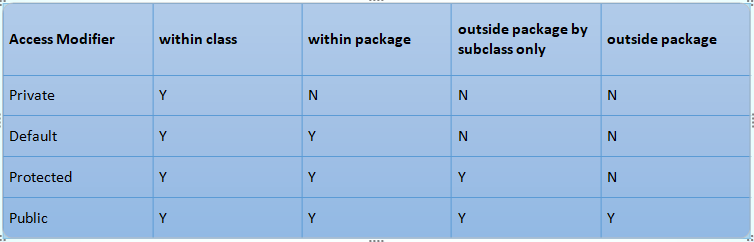 Access Modifier within class within package outside package by subclass only outside package
Private Y N N N
Default Y Y N N
Protected Y Y Y N
Public Y Y Y Y